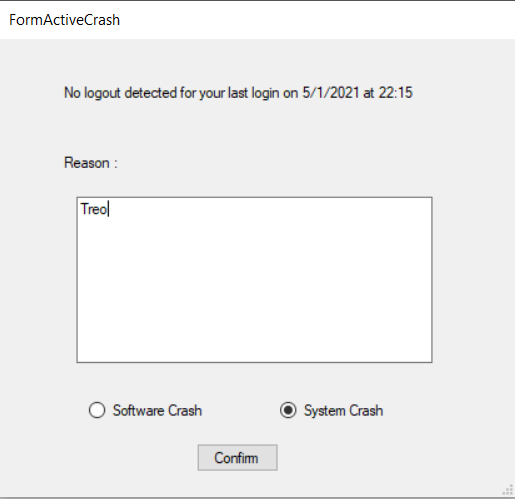 FormActiveCrash
No logout detected for your last login on 5/1/2021 at 22:15
Reason :
Treo
Software Crash
System Crash
Confirm